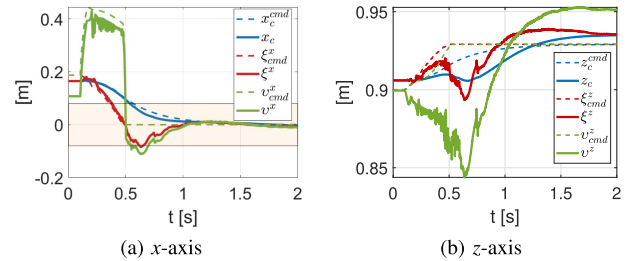 0.4
0.2
0
-0.2
[m]
0
0.5
1
1.5
2
t [s]
x_c^{cmd}
x_c
ξ_{cmd}^x
ξ^x
υ_{cmd}^x
υ^x
(a) x-axis
0.95
0.9
0.85
[m]
0
0.5
1
1.5
2
t [s]
z_c^{cmd}
z_c
ξ_{cmd}^z
ξ^z
υ_{cmd}^z
υ^z
(b) z-axis